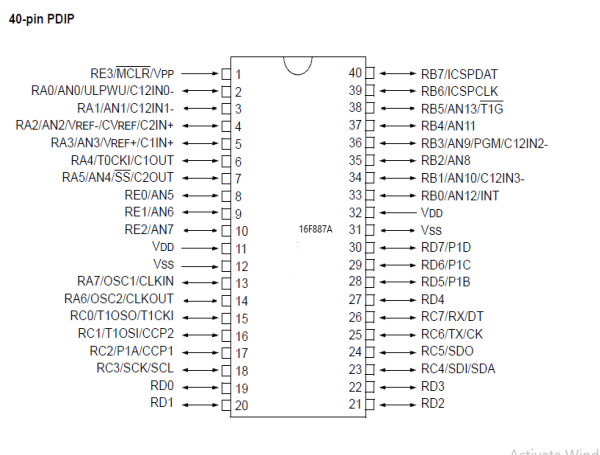 40-pin PDIP
RE3/MCLR/VPP 1 40 RB7/ICSPDAT
RA0/AN0/ULPWU/C12IN0- 2 39 RB6/ICSPCLK
RA1/AN1/C12IN1- 3 38 RB5/AN13/T1G
RA2/AN2/VREF-/CVREF/C2IN+ 4 37 RB4/AN11
RA3/AN3/VREF+/C1IN+ 5 36 RB3/AN9/PGM/C12IN2-
RA4/T0CKI/C1OUT 6 35 RB2/AN8
RA5/AN4/SS/C2OUT 7 34 RB1/AN10/C12IN3-
RE0/AN5 8 33 RB0/AN12/INT
RE1/AN6 9 32 VDD
RE2/AN7 10 16F887A 31 VSS
VDD 11 30 RD7/P1D
VSS 12 29 RD6/P1C
RA7/OSC1/CLKIN 13 28 RD5/P1B
RA6/OSC2/CLKOUT 14 27 RD4
RC0/T1OSO/T1CKI 15 26 RC7/RX/DT
RC1/T1OSI/CCP2 16 25 RC6/TX/CK
RC2/P1A/CCP1 17 24 RC5/SDO
RC3/SCK/SCL 18 23 RC4/SDI/SDA
RD0 19 22 RD3
RD1 20 21 RD2